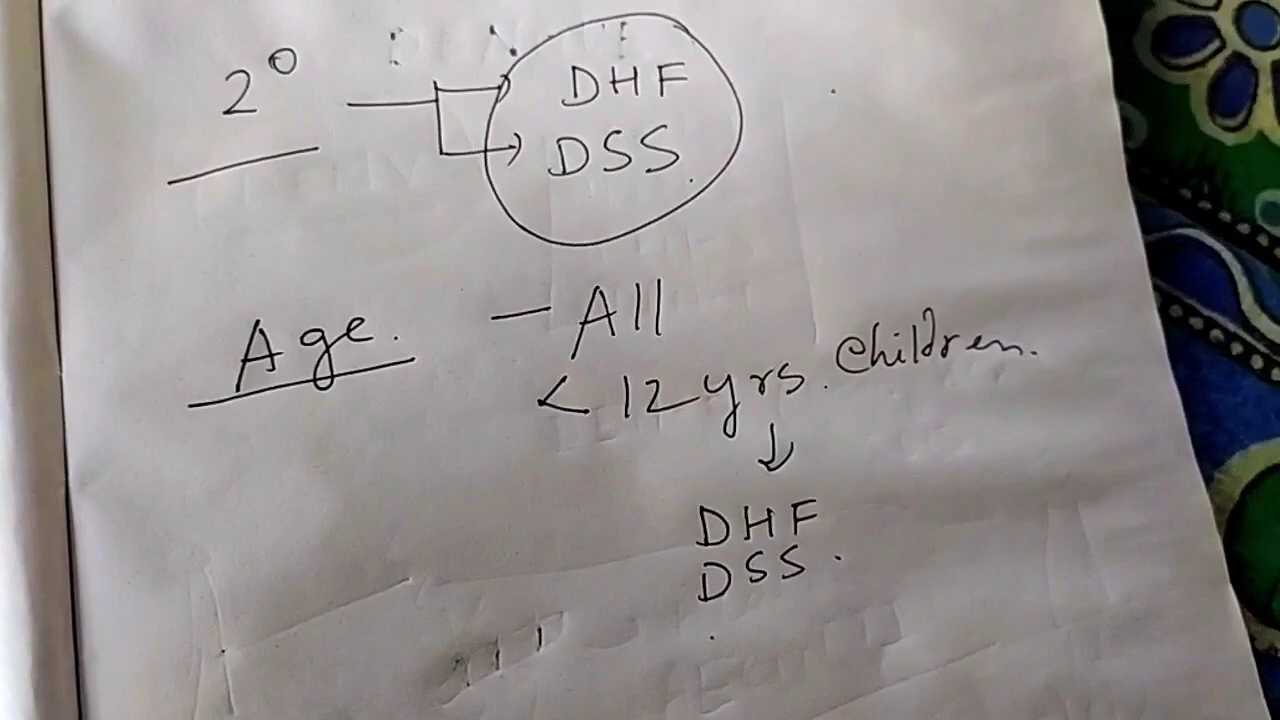 2° DHF
DSS.
Age. - All
< 12 yrs. Children.
↓
DHF
DSS.